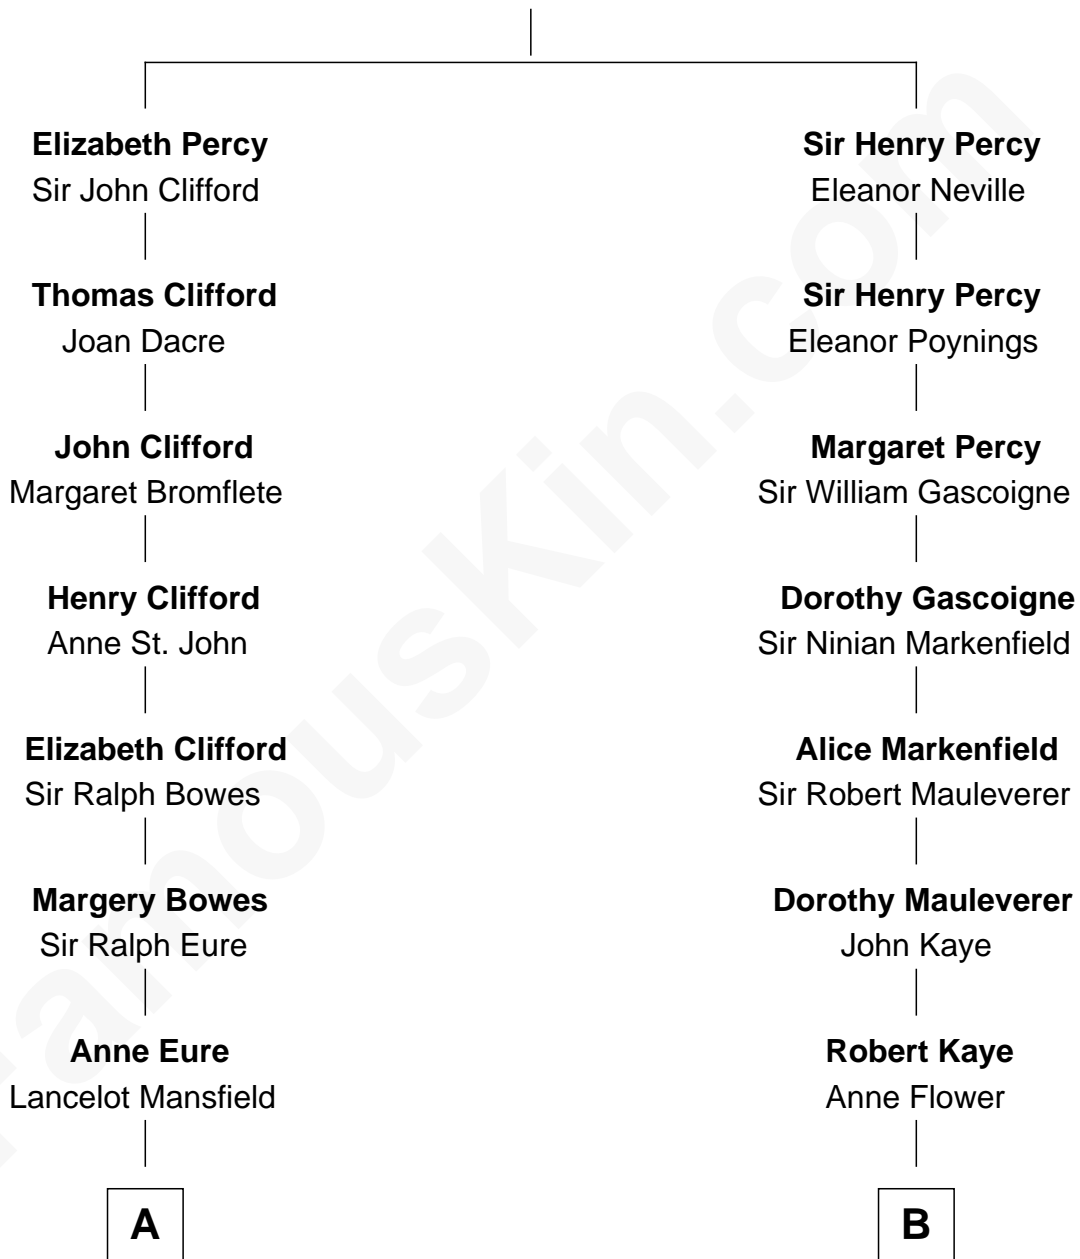 Elizabeth Percy
Sir John Clifford
Sir Henry Percy
Eleanor Neville
Thomas Clifford
Joan Dacre
Sir Henry Percy
Eleanor Poynings
John Clifford
Margaret Bromflete
Margaret Percy
Sir William Gascoigne
Henry Clifford
Anne St. John
Dorothy Gascoigne
Sir Ninian Markenfield
Elizabeth Clifford
Sir Ralph Bowes
Alice Markenfield
Sir Robert Mauleverer
Margery Bowes
Sir Ralph Eure
Dorothy Mauleverer
John Kaye
Anne Eure
Lancelot Mansfield
Robert Kaye
Anne Flower
A
B
FamousKin.com